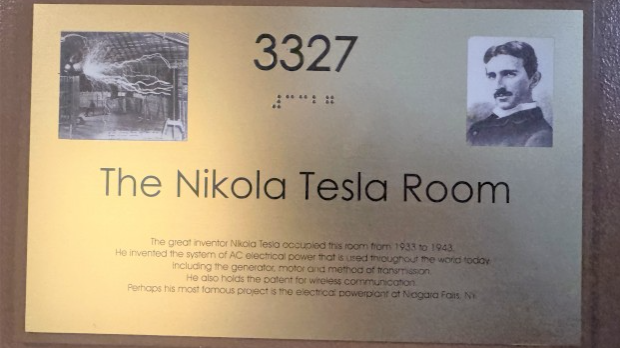 3327
The Nikola Tesla Room
The great inventor Nikola Tesla occupied this room from 1933 to 1943.
He invented the system of AC electrical power that is used throughout the world today
including the generator, motor and method of transmission.
He also holds the patent for wireless communication.
Perhaps his most famous project is the electrical powerplant at Niagara Falls, NY.